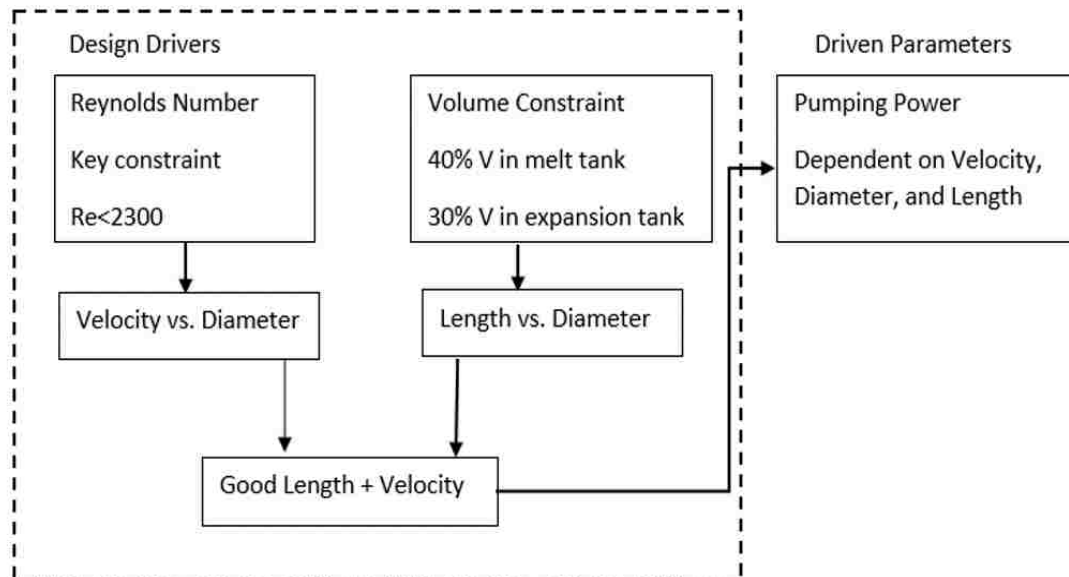 Design Drivers
Driven Parameters
Reynolds Number
Key constraint
Re<2300
Volume Constraint
40% V in melt tank
30% V in expansion tank
Pumping Power
Dependent on Velocity,
Diameter, and Length
Velocity vs. Diameter
Length vs. Diameter
Good Length + Velocity